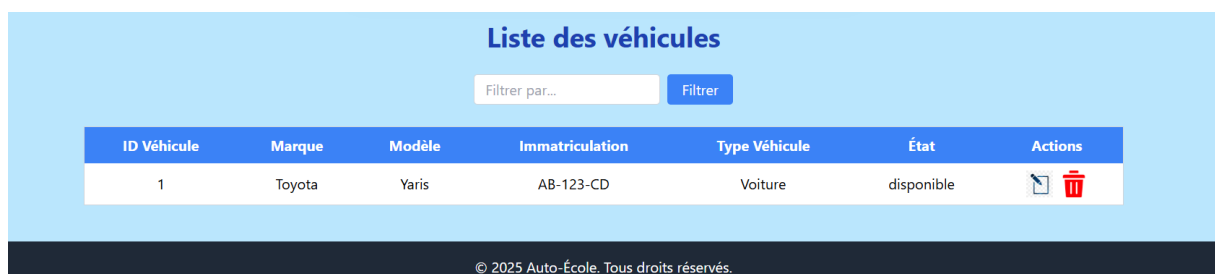 Liste des véhicules
Filtrer par... Filtrer
ID Véhicule Marque Modèle Immatriculation Type Véhicule État Actions
1 Toyota Yaris AB-123-CD Voiture disponible
© 2025 Auto-École. Tous droits réservés.